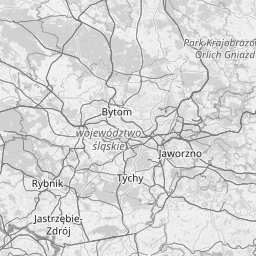 Park Krajobrazo
Orlich Gniazd
Bytom
województwo
śląskie
Jaworzno
Tychy
Rybnik
Jastrzębie-
Zdrój